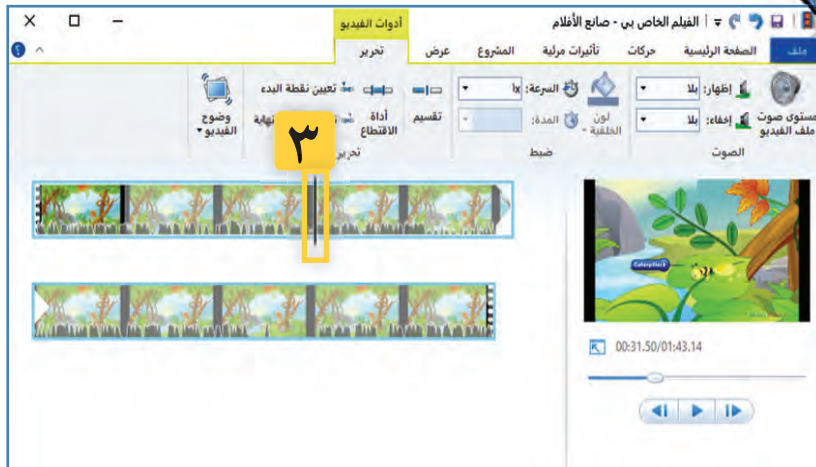 الفيلم الخاص بي - صانع الأفلام
أدوات الفيديو
ملف الصفحة الرئيسية حركات تأثيرات مرئية المشروع عرض تحرير
مستوى صوت ملف الفيديو
إظهار: بلا
إخفاء: بلا
الصوت
لون الخلفية
السرعة: 1x
المدة:
ضبط
تقسيم
أداة الاقتطاع
تعيين نقطة البدء
نهاية
تحرير
وضوح الفيديو
٣
Caterpillar
00:31.50/01:43.14